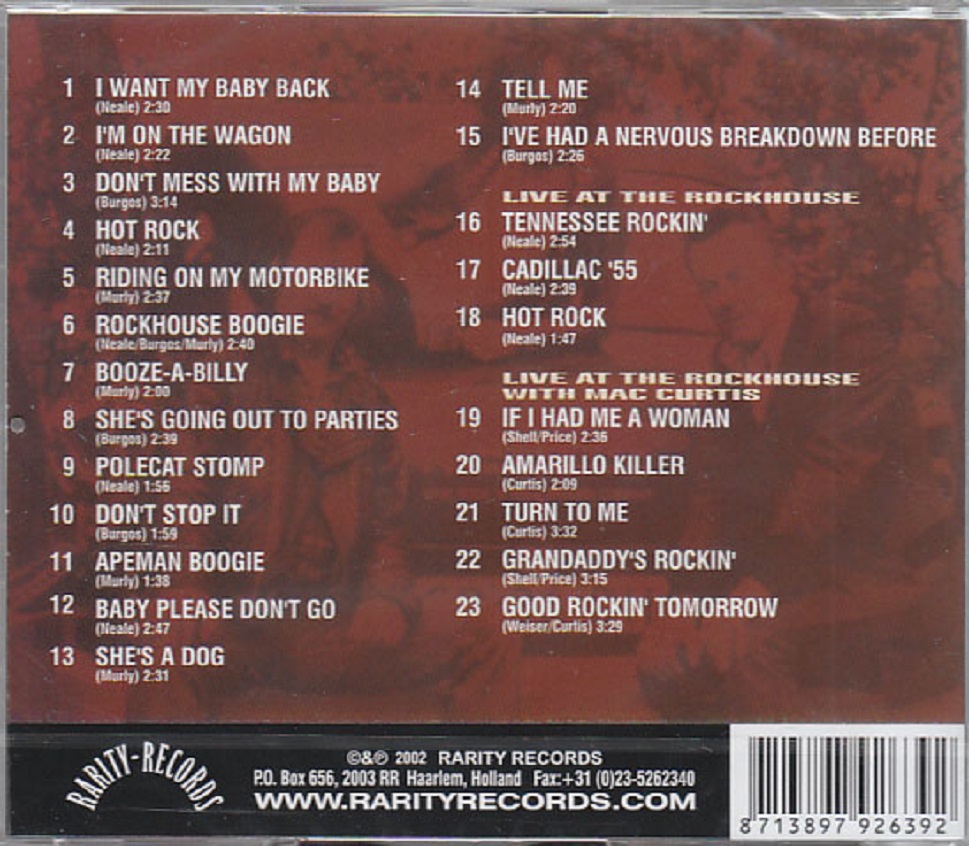 1 I WANT MY BABY BACK
(Neale) 2:30
2 I'M ON THE WAGON
(Neale) 2:22
3 DON'T MESS WITH MY BABY
(Burgos) 3:14
4 HOT ROCK
(Neale) 2:11
5 RIDING ON MY MOTORBIKE
(Murly) 2:37
6 ROCKHOUSE BOOGIE
(Neale/Burgos/Murly) 2:40
7 BOOZE-A-BILLY
(Murly) 2:00
8 SHE'S GOING OUT TO PARTIES
(Burgos) 2:39
9 POLECAT STOMP
(Neale) 1:56
10 DON'T STOP IT
(Burgos) 1:59
11 APEMAN BOOGIE
(Murly) 1:38
12 BABY PLEASE DON'T GO
(Neale) 2:47
13 SHE'S A DOG
(Murly) 2:31
14 TELL ME
(Murly) 2:20
15 I'VE HAD A NERVOUS BREAKDOWN BEFORE
(Burgos) 2:26
LIVE AT THE ROCKHOUSE
16 TENNESSEE ROCKIN'
(Neale) 2:54
17 CADILLAC '55
(Neale) 2:39
18 HOT ROCK
(Neale) 1:47
LIVE AT THE ROCKHOUSE
WITH MAC CURTIS
19 IF I HAD ME A WOMAN
(Shell/Price) 2:36
20 AMARILLO KILLER
(Curtis) 2:09
21 TURN TO ME
(Curtis) 3:32
22 GRANDADDY'S ROCKIN'
(Shell/Price) 3:15
23 GOOD ROCKIN' TOMORROW
(Weiser/Curtis) 3:29
RARITY-RECORDS
©&℗ 2002 RARITY RECORDS
P.O. Box 656, 2003 RR Haarlem, Holland Fax:+31 (0)23-5262340
WWW.RARITYRECORDS.COM
8 713897 926392